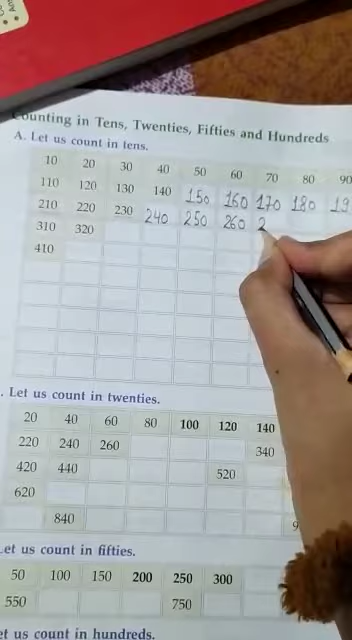 Counting in Tens, Twenties, Fifties and Hundreds
A. Let us count in tens.
10 20 30 40 50 60 70 80 90
110 120 130 140 150 160 170 180 19
210 220 230 240 250 260 2
310 320
410
. Let us count in twenties.
20 40 60 80 100 120 140
220 240 260 340
420 440 520
620
840 9
Let us count in fifties.
50 100 150 200 250 300
550 750
et us count in hundreds.